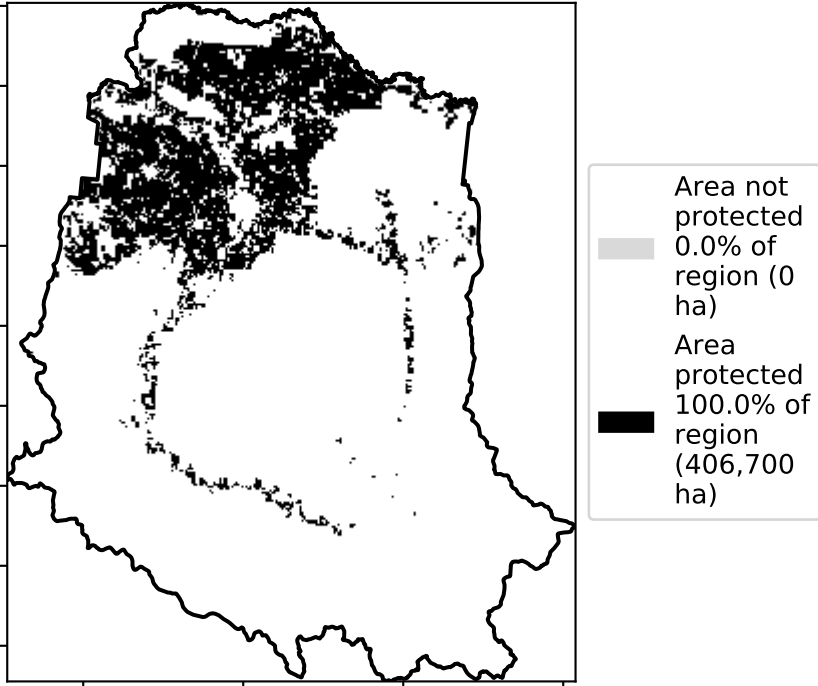 Area not
protected
0.0% of
region (0
ha)
Area
protected
100.0% of
region
(406,700
ha)